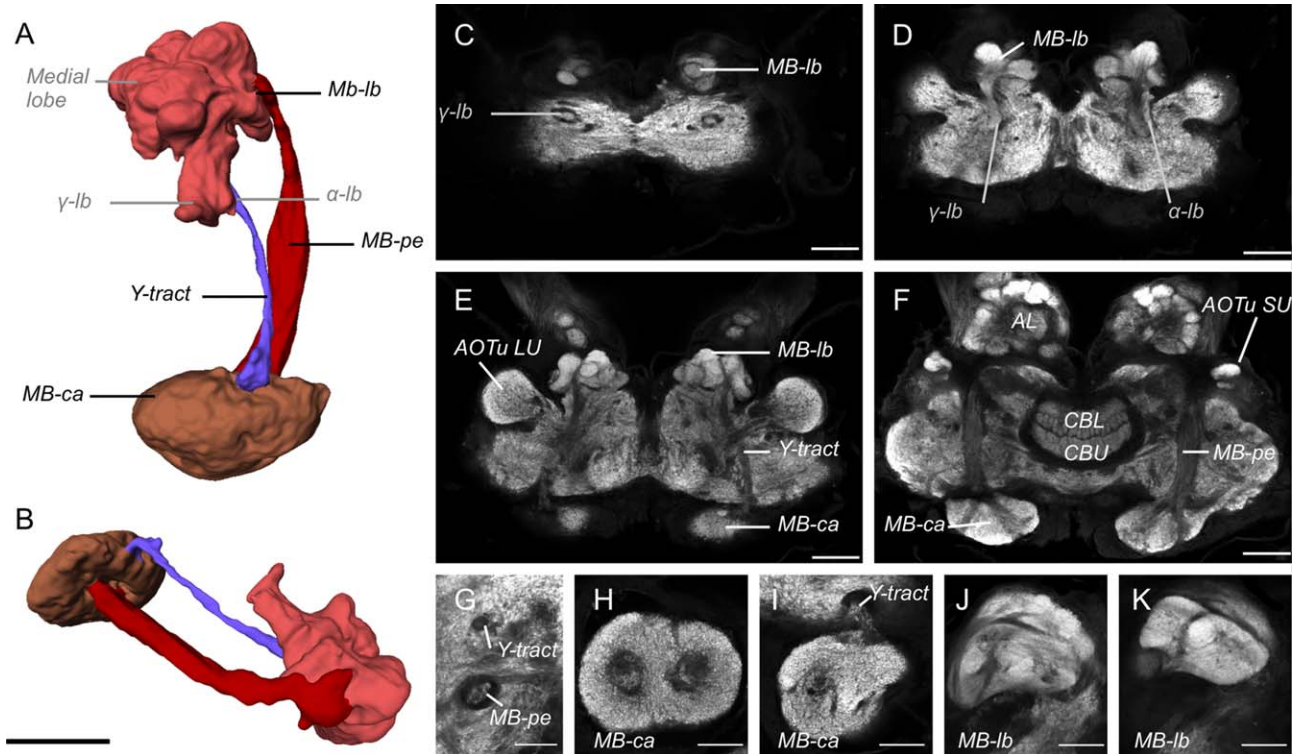 A
Medial
lobe
Mb-lb
γ-lb
α-lb
MB-pe
Y-tract
MB-ca
B
C
MB-lb
γ-lb
D
MB-lb
γ-lb
α-lb
E
AOTu LU
MB-lb
Y-tract
MB-ca
F
AL
AOTu SU
CBL
CBU
MB-pe
MB-ca
G
Y-tract
MB-pe
H
MB-ca
I
Y-tract
MB-ca
J
MB-lb
K
MB-lb